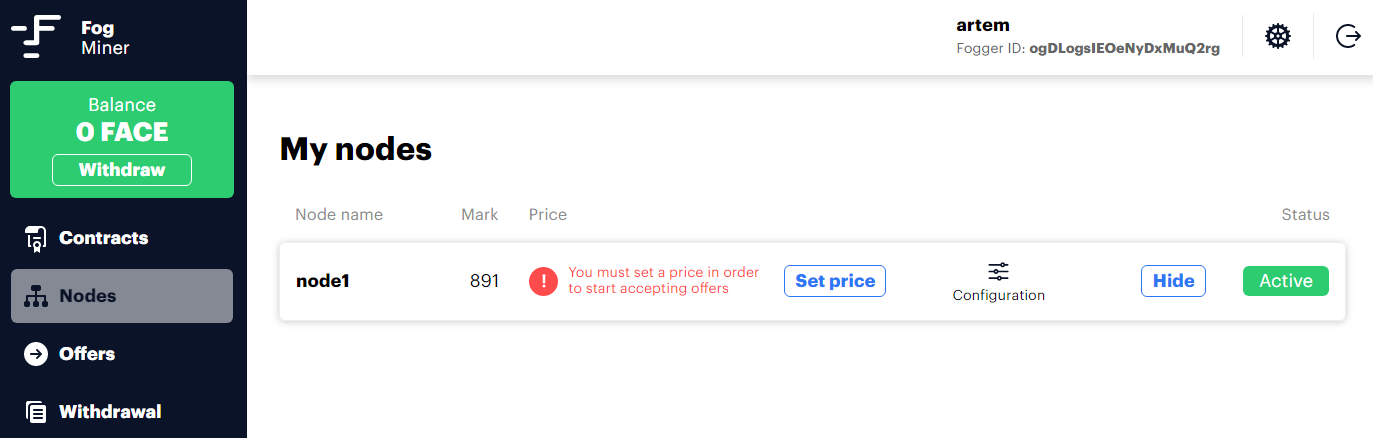 Fog
Miner
artem
Fogger ID: ogDLogsIEOeNyDxMuQ2rg
Balance
0 FACE
Withdraw
Contracts
Nodes
Offers
Withdrawal
My nodes
Node name Mark Price Status
node1 891 ! You must set a price in order
to start accepting offers
Set price Configuration Hide Active